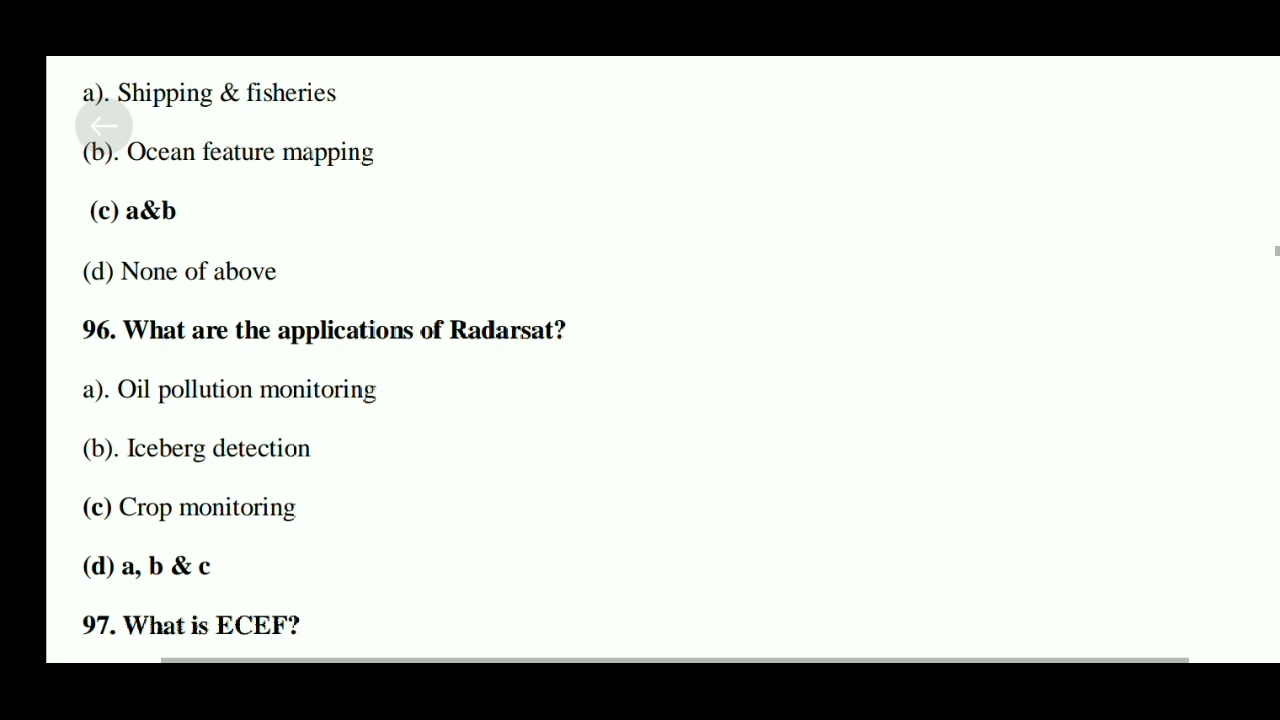 a). Shipping & fisheries
(b). Ocean feature mapping
(c) a&b
(d) None of above
96. What are the applications of Radarsat?
a). Oil pollution monitoring
(b). Iceberg detection
(c) Crop monitoring
(d) a, b & c
97. What is ECEF?